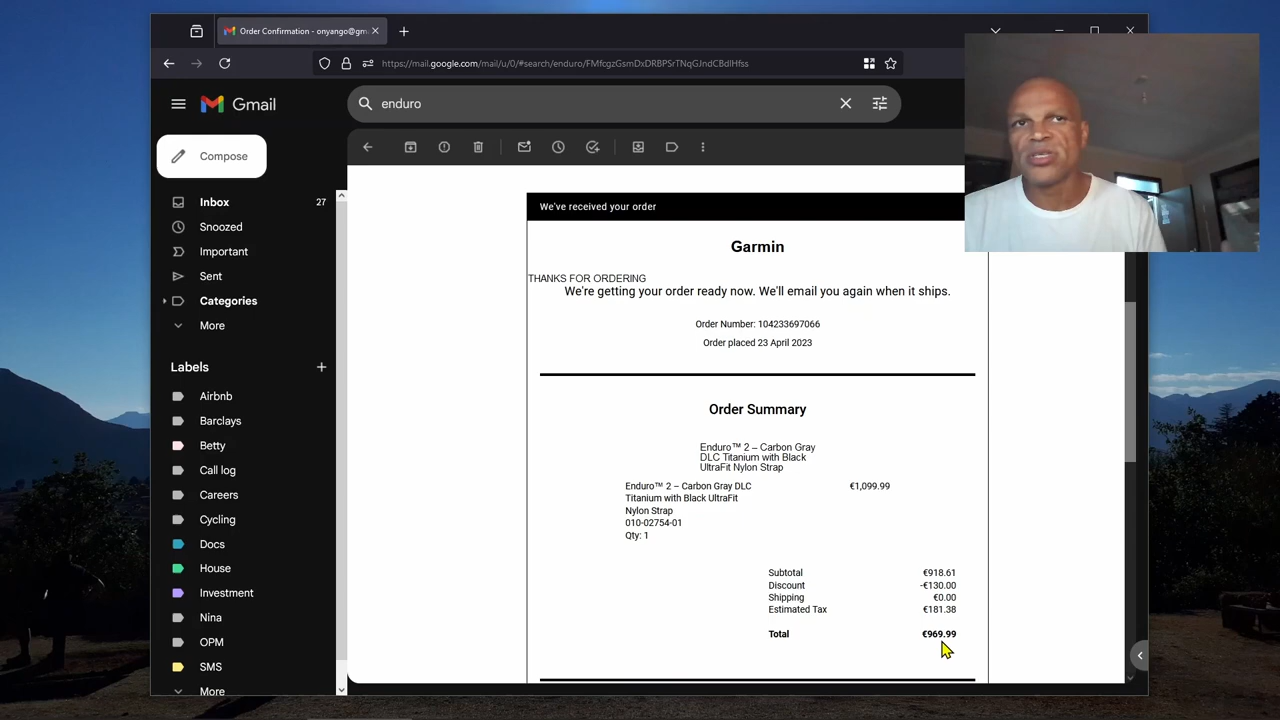 Order Confirmation - onyango@gm
https://mail.google.com/mail/u/0/#search/enduro/FMfcgzGsmDxDRBPSrTNqGJndCBdlHfss
Gmail
enduro
Compose
Inbox 27
Snoozed
Important
Sent
Categories
More
Labels
Airbnb
Barclays
Betty
Call log
Careers
Cycling
Docs
House
Investment
Nina
OPM
SMS
More
We've received your order
Garmin
THANKS FOR ORDERING
We're getting your order ready now. We'll email you again when it ships.
Order Number: 104233697066
Order placed 23 April 2023
Order Summary
Enduro™ 2 – Carbon Gray
DLC Titanium with Black
UltraFit Nylon Strap
Enduro™ 2 – Carbon Gray DLC €1,099.99
Titanium with Black UltraFit
Nylon Strap
010-02754-01
Qty: 1
Subtotal €918.61
Discount -€130.00
Shipping €0.00
Estimated Tax €181.38
Total €969.99